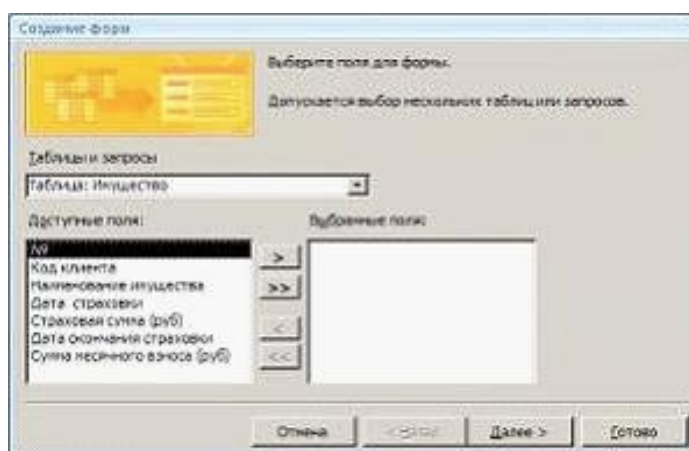 Создание форм
Выберите поля для формы.
Допускается выбор нескольких таблиц или запросов.
Таблицы и запросы
Таблица: Имущество
Доступные поля:
Выбранные поля:
№
Код клиента
Наименование имущества
Дата страховки
Страховая сумма (руб)
Дата окончания страховки
Сумма месячного взноса (руб)
>
>>
<
<<
Отмена
< Назад
Далее >
Готово